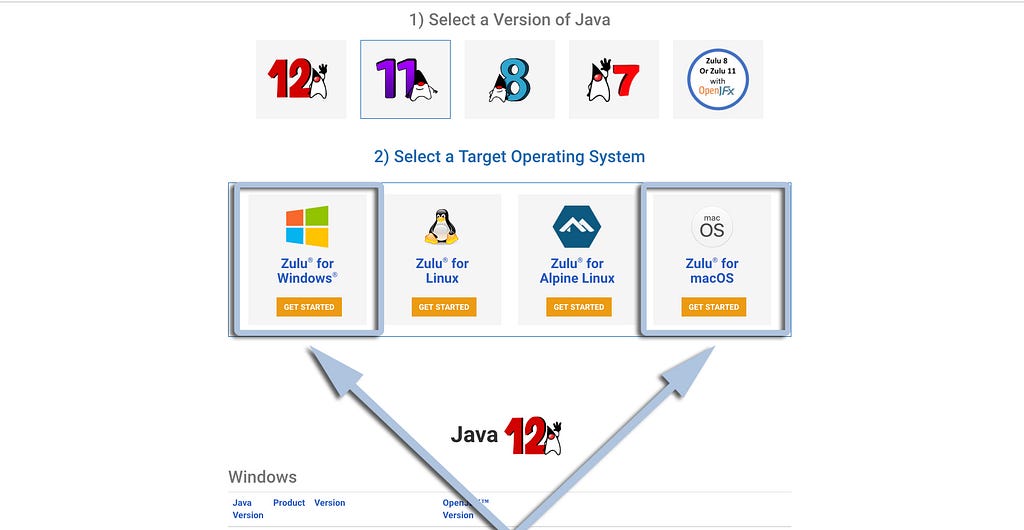 1) Select a Version of Java
12
11
8
7
Zulu 8
Or Zulu 11
with
OpenJFx
2) Select a Target Operating System
Zulu® for
Windows®
GET STARTED
Zulu® for
Linux
GET STARTED
Zulu® for
Alpine Linux
GET STARTED
mac
OS
Zulu® for
macOS
GET STARTED
Java 12
Windows
Java
Version
Product
Version
Version